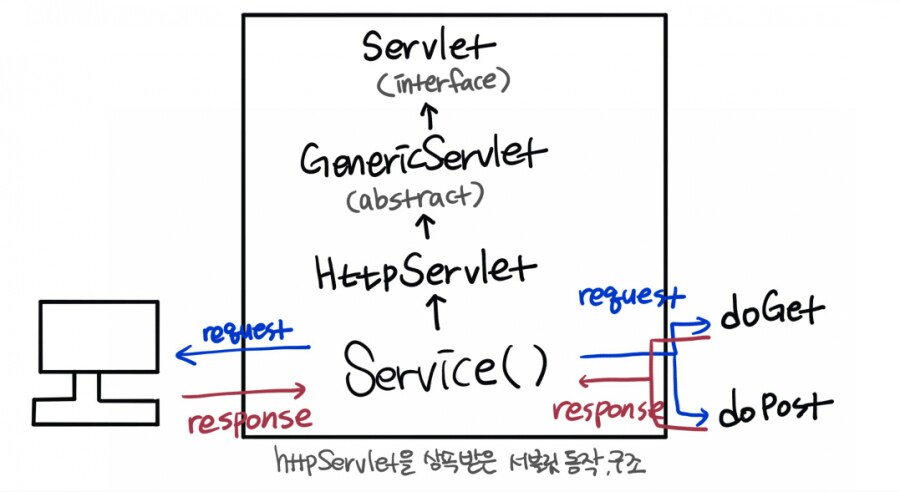 Servlet
(interface)
GenericServlet
(abstract)
HttpServlet
request
doGet
request
Service()
response
response
doPost
httpServlet을 상속받은 서블릿 동작,구조